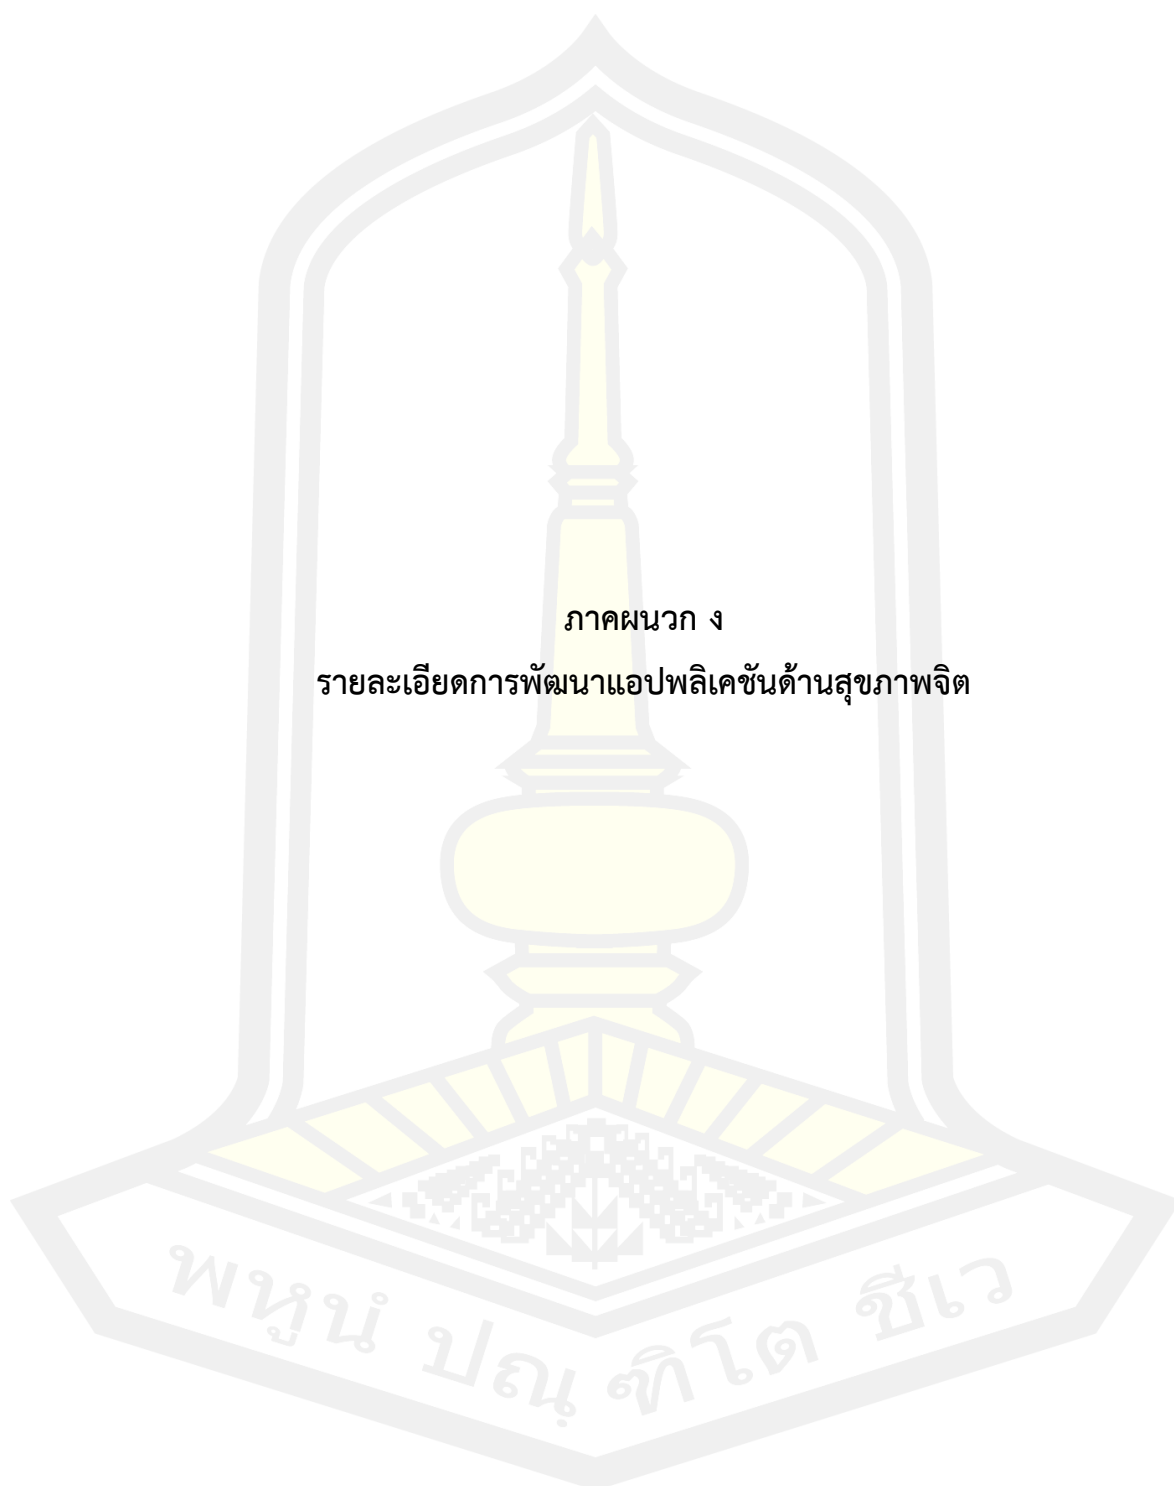 ภาคผนวก ง
รายละเอียดการพัฒนาแอปพลิเคชันด้านสุขภาพจิต
พหูนํ ปณฺฑิโต ชีเว